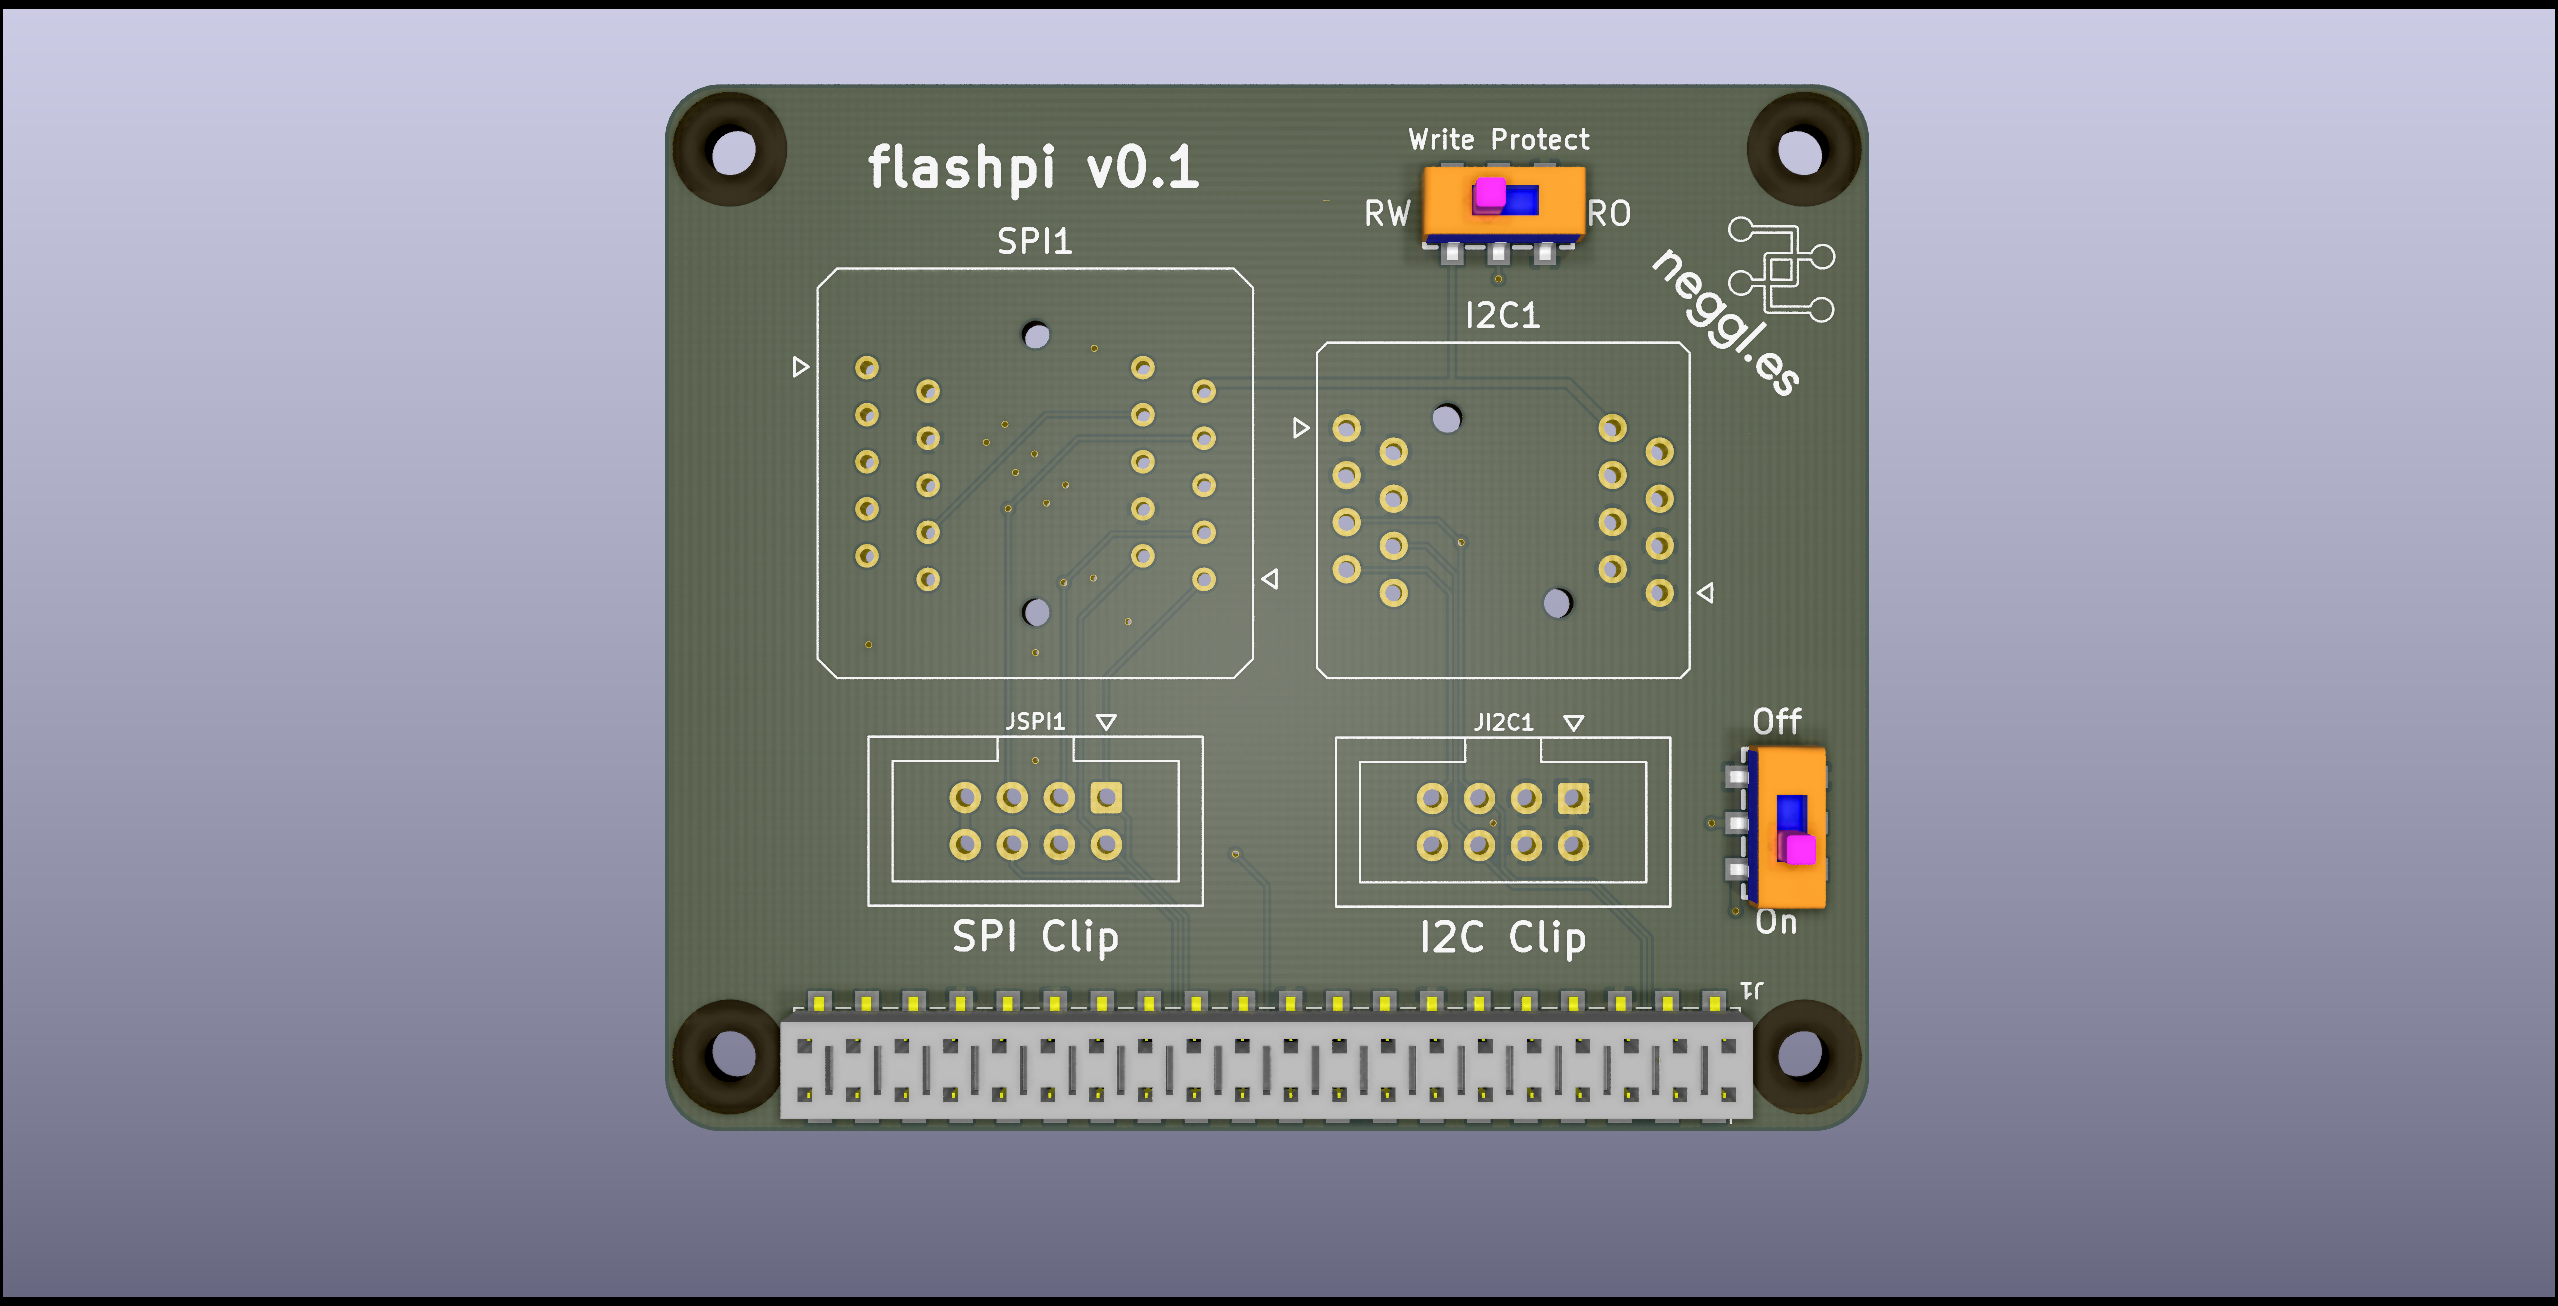 Write Protect
flashpi v0.1
RW
RO
SPI1
neggl.es
I2C1
JSPI1
JI2C1
Off
On
SPI Clip
I2C Clip
J1